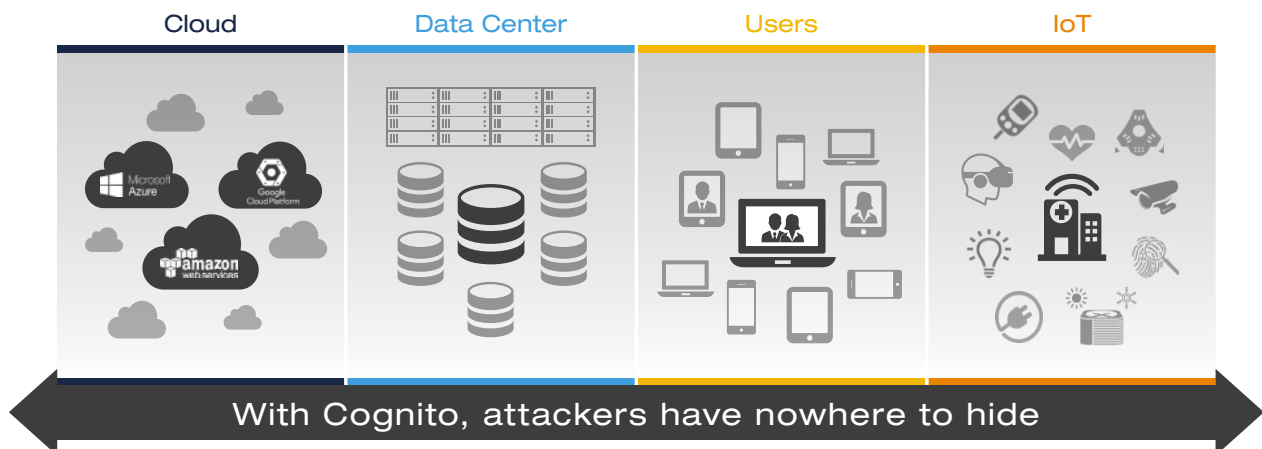 Cloud
Data Center
Users
IoT
Microsoft
Azure
Google
Cloud Platform
amazon
web services
With Cognito, attackers have nowhere to hide